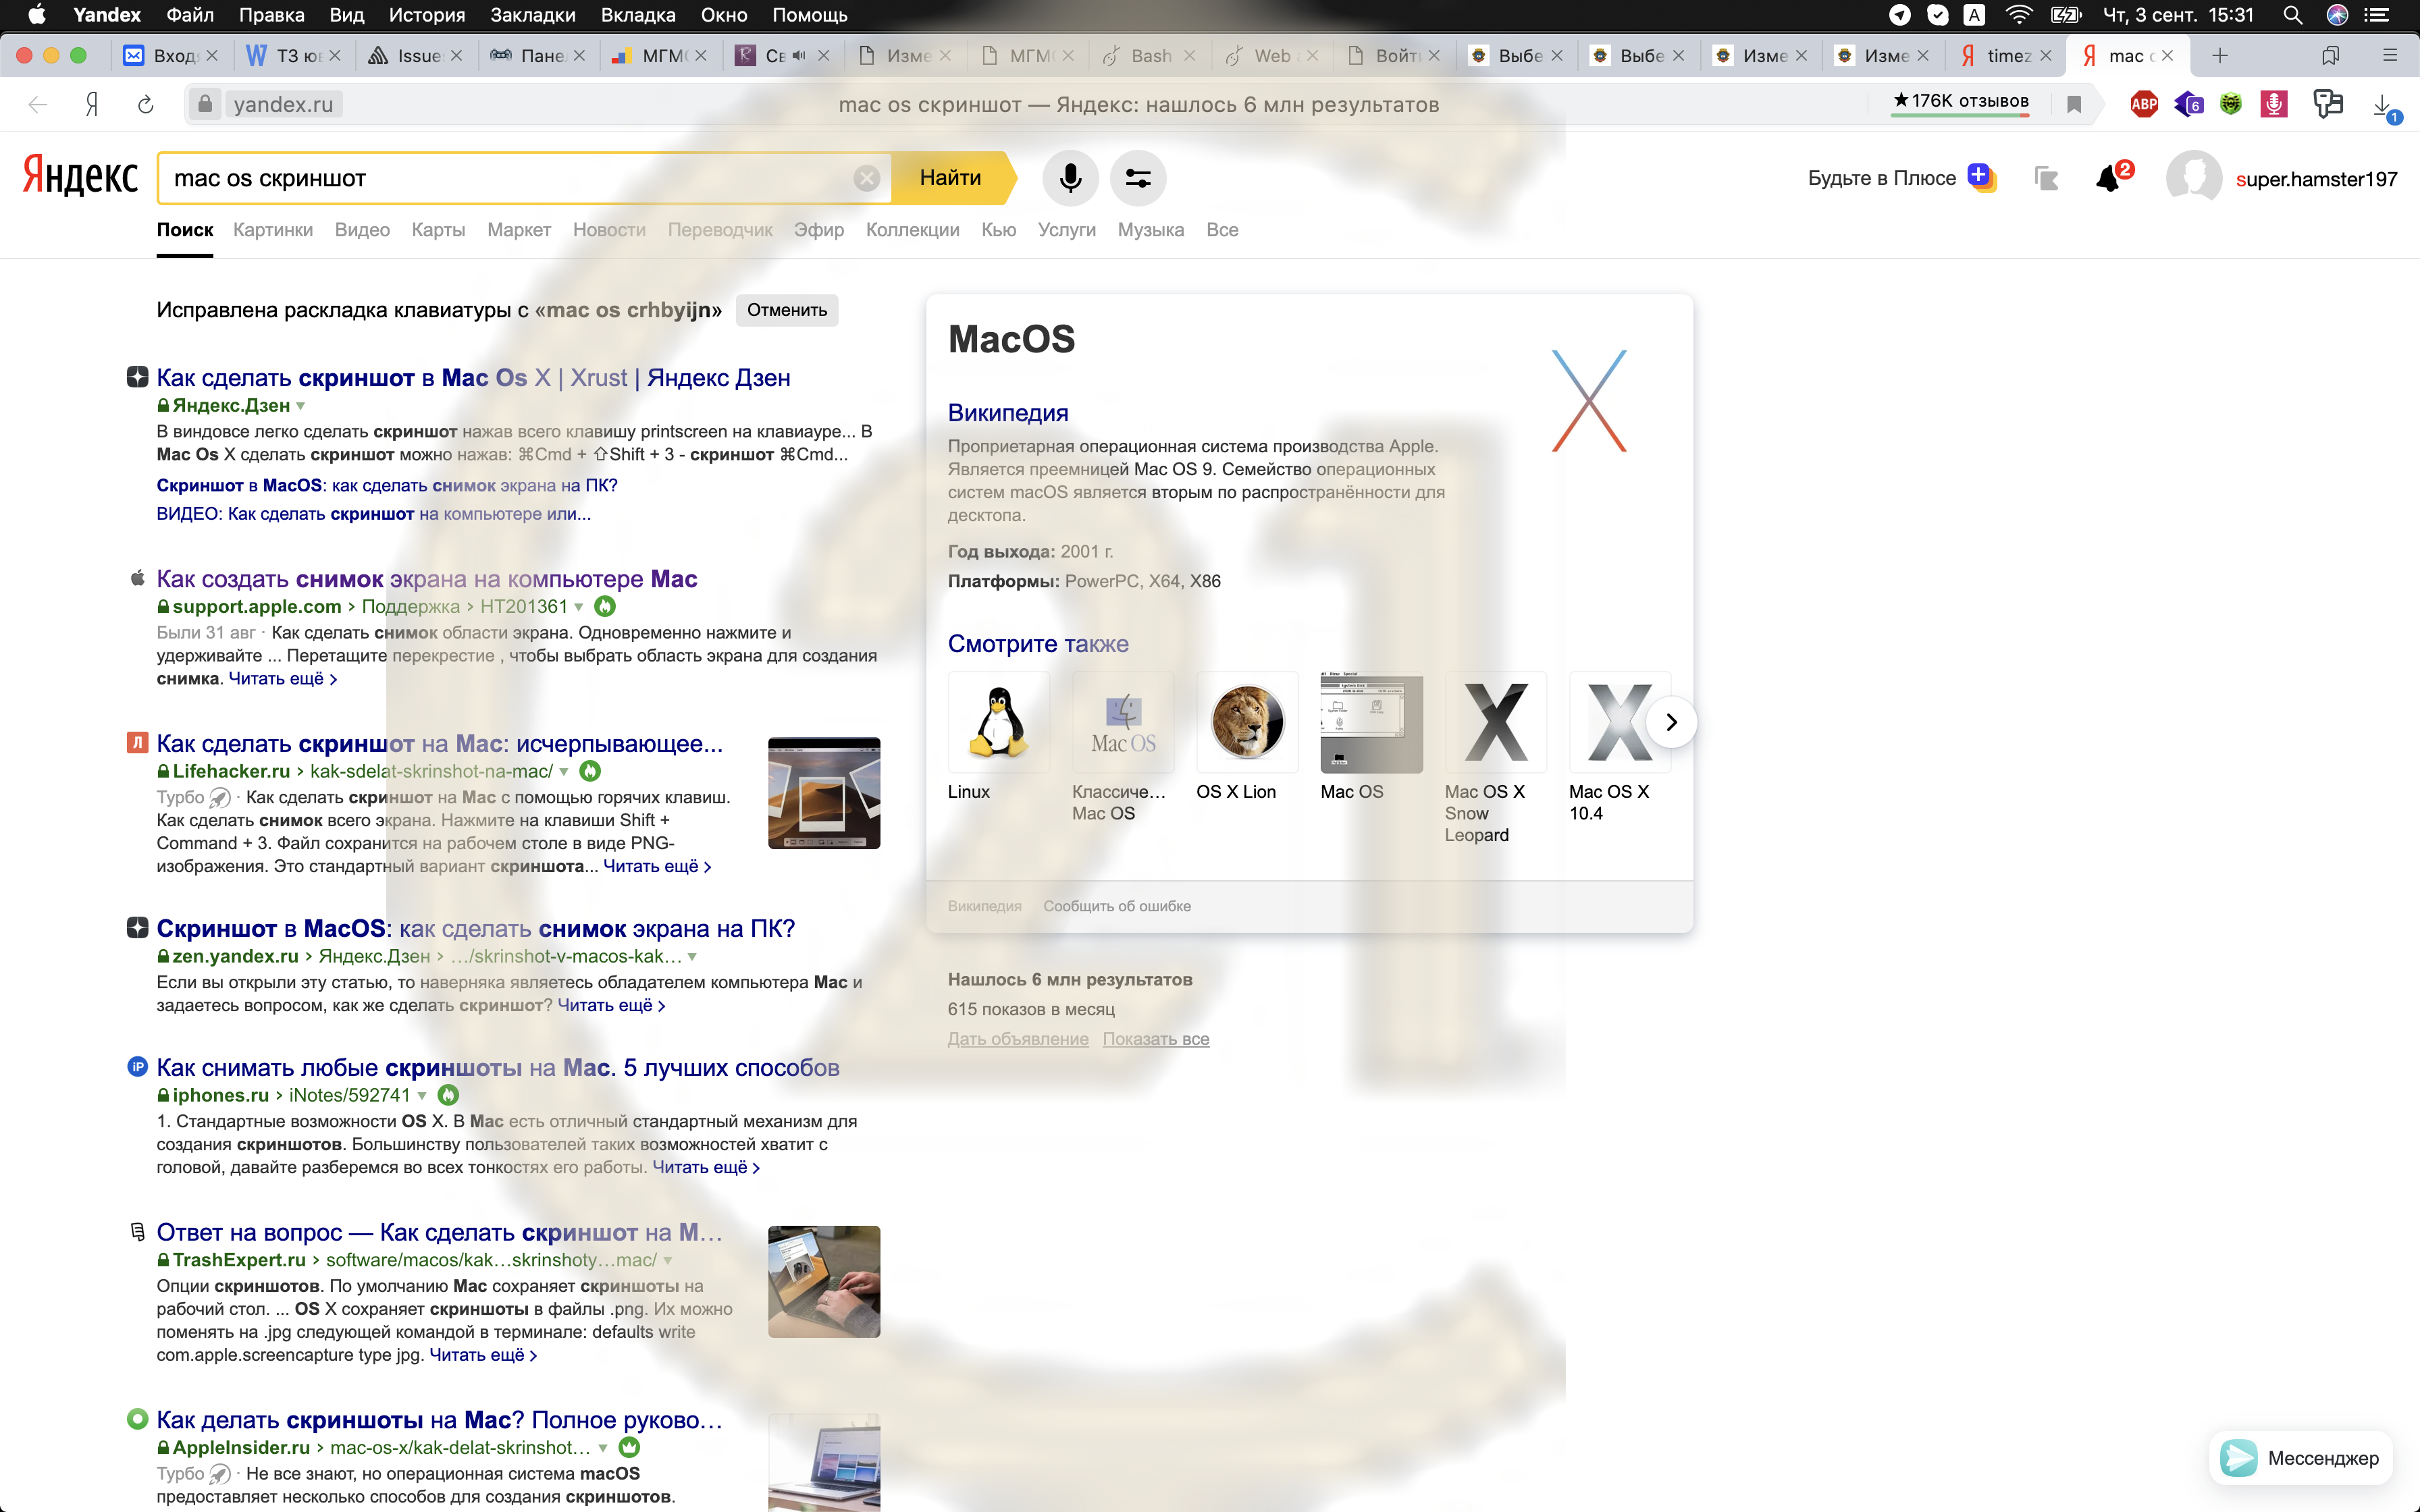 Yandex Файл Правка Вид История Закладки Вкладка Окно Помощь
A Чт, 3 сент. 15:31
Вход ТЗ ю Issue Пане МГМ Св Изме МГМ Bash Web Войти Выбе Выбе Изме Изме timez mac
yandex.ru
mac os скриншот — Яндекс: нашлось 6 млн результатов
★176K отзывов
ABP 6 1
Яндекс
mac os скриншот
Найти
Будьте в Плюсе
2
super.hamster197
Поиск Картинки Видео Карты Маркет Новости Переводчик Эфир Коллекции Кью Услуги Музыка Все
Исправлена раскладка клавиатуры с «mac os crhbyijn» Отменить
Как сделать скриншот в Mac Os X | Xrust | Яндекс Дзен
Яндекс.Дзен
В виндовсе легко сделать скриншот нажав всего клавишу printscreen на клавиауре... В
Mac Os X сделать скриншот можно нажав: ⌘Cmd + ⇧Shift + 3 - скриншот ⌘Cmd...
Скриншот в MacOS: как сделать снимок экрана на ПК?
ВИДЕО: Как сделать скриншот на компьютере или...
Как создать снимок экрана на компьютере Mac
support.apple.com › Поддержка › HT201361
Были 31 авг · Как сделать снимок области экрана. Одновременно нажмите и
удерживайте ... Перетащите перекрестие , чтобы выбрать область экрана для создания
снимка. Читать ещё ›
Л Как сделать скриншот на Mac: исчерпывающее...
Lifehacker.ru › kak-sdelat-skrinshot-na-mac/
Турбо · Как сделать скриншот на Mac с помощью горячих клавиш.
Как сделать снимок всего экрана. Нажмите на клавиши Shift +
Command + 3. Файл сохранится на рабочем столе в виде PNG-
изображения. Это стандартный вариант скриншота... Читать ещё ›
Скриншот в MacOS: как сделать снимок экрана на ПК?
zen.yandex.ru › Яндекс.Дзен › .../skrinshot-v-macos-kak...
Если вы открыли эту статью, то наверняка являетесь обладателем компьютера Mac и
задаетесь вопросом, как же сделать скриншот? Читать ещё ›
iP Как снимать любые скриншоты на Mac. 5 лучших способов
iphones.ru › iNotes/592741
1. Стандартные возможности OS X. В Mac есть отличный стандартный механизм для
создания скриншотов. Большинству пользователей таких возможностей хватит с
головой, давайте разберемся во всех тонкостях его работы. Читать ещё ›
Ответ на вопрос — Как сделать скриншот на M...
TrashExpert.ru › software/macos/kak...skrinshoty...mac/
Опции скриншотов. По умолчанию Mac сохраняет скриншоты на
рабочий стол. ... OS X сохраняет скриншоты в файлы .png. Их можно
поменять на .jpg следующей командой в терминале: defaults write
com.apple.screencapture type jpg. Читать ещё ›
Как делать скриншоты на Mac? Полное руково...
AppleInsider.ru › mac-os-x/kak-delat-skrinshot...
Турбо · Не все знают, но операционная система macOS
предоставляет несколько способов для создания скриншотов.
MacOS
Википедия
Проприетарная операционная система производства Apple.
Является преемницей Mac OS 9. Семейство операционных
систем macOS является вторым по распространённости для
десктопа.
Год выхода: 2001 г.
Платформы: PowerPC, X64, X86
Смотрите также
Mac OS
Linux
Классиче... Mac OS
OS X Lion
Mac OS
Mac OS X Snow Leopard
Mac OS X 10.4
Википедия Сообщить об ошибке
Нашлось 6 млн результатов
615 показов в месяц
Дать объявление Показать все
21
Мессенджер